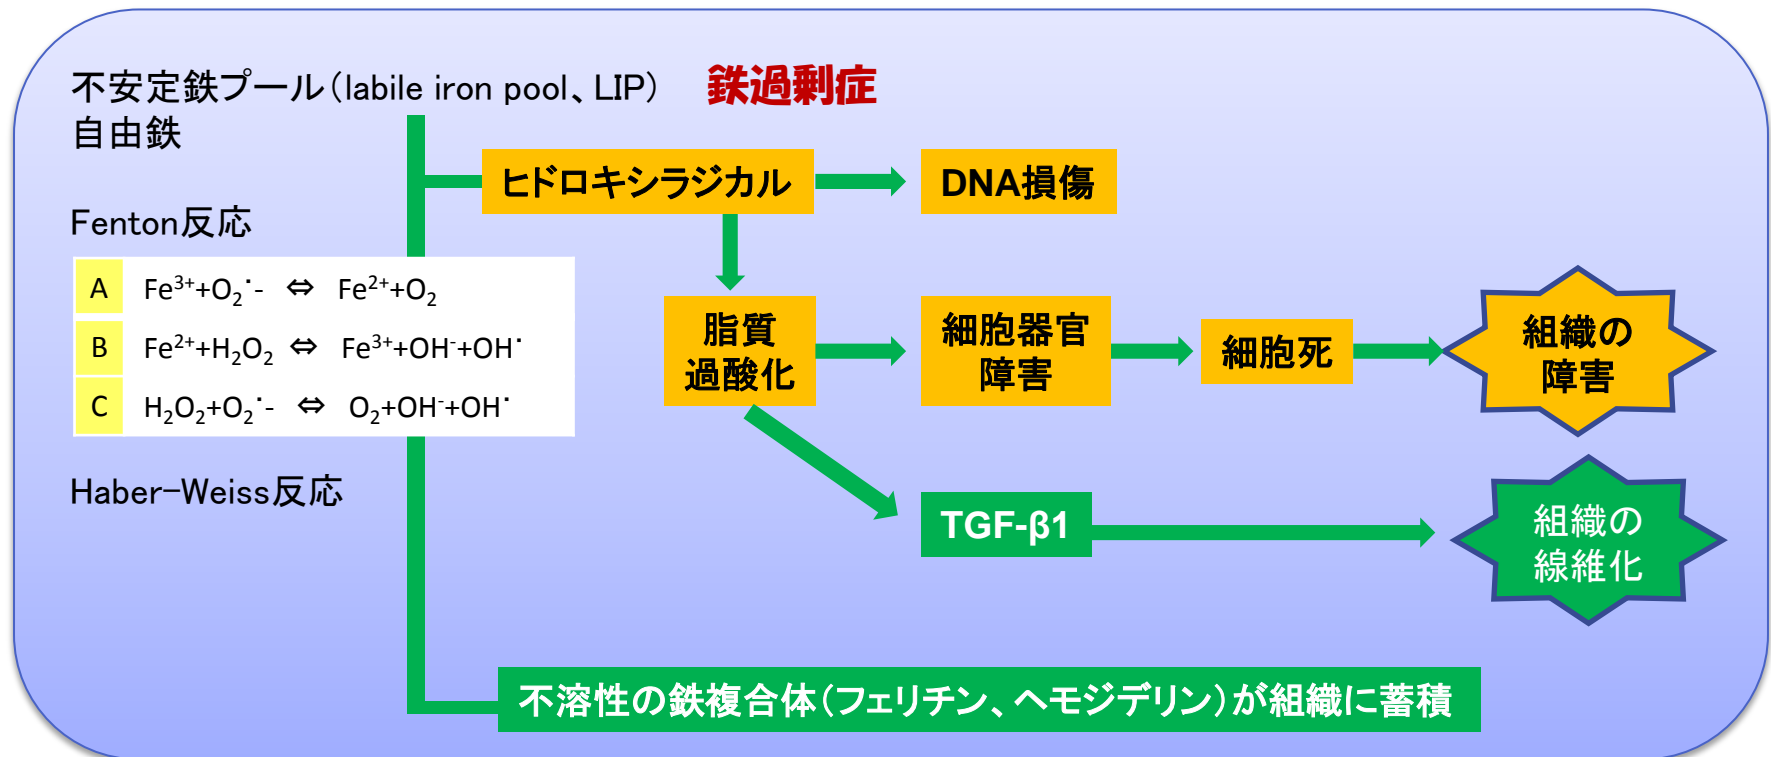 不安定鉄プール(labile iron pool、LIP) 鉄過剰症
自由鉄
ヒドロキシラジカル
DNA損傷
Fenton反応
A Fe³⁺+O₂˙- ⇔ Fe²⁺+O₂
B Fe²⁺+H₂O₂ ⇔ Fe³⁺+OH⁻+OH˙
C H₂O₂+O₂˙- ⇔ O₂+OH⁻+OH˙
Haber-Weiss反応
脂質
過酸化
細胞器官
障害
細胞死
組織の
障害
TGF-β1
組織の
線維化
不溶性の鉄複合体(フェリチン、ヘモジデリン)が組織に蓄積